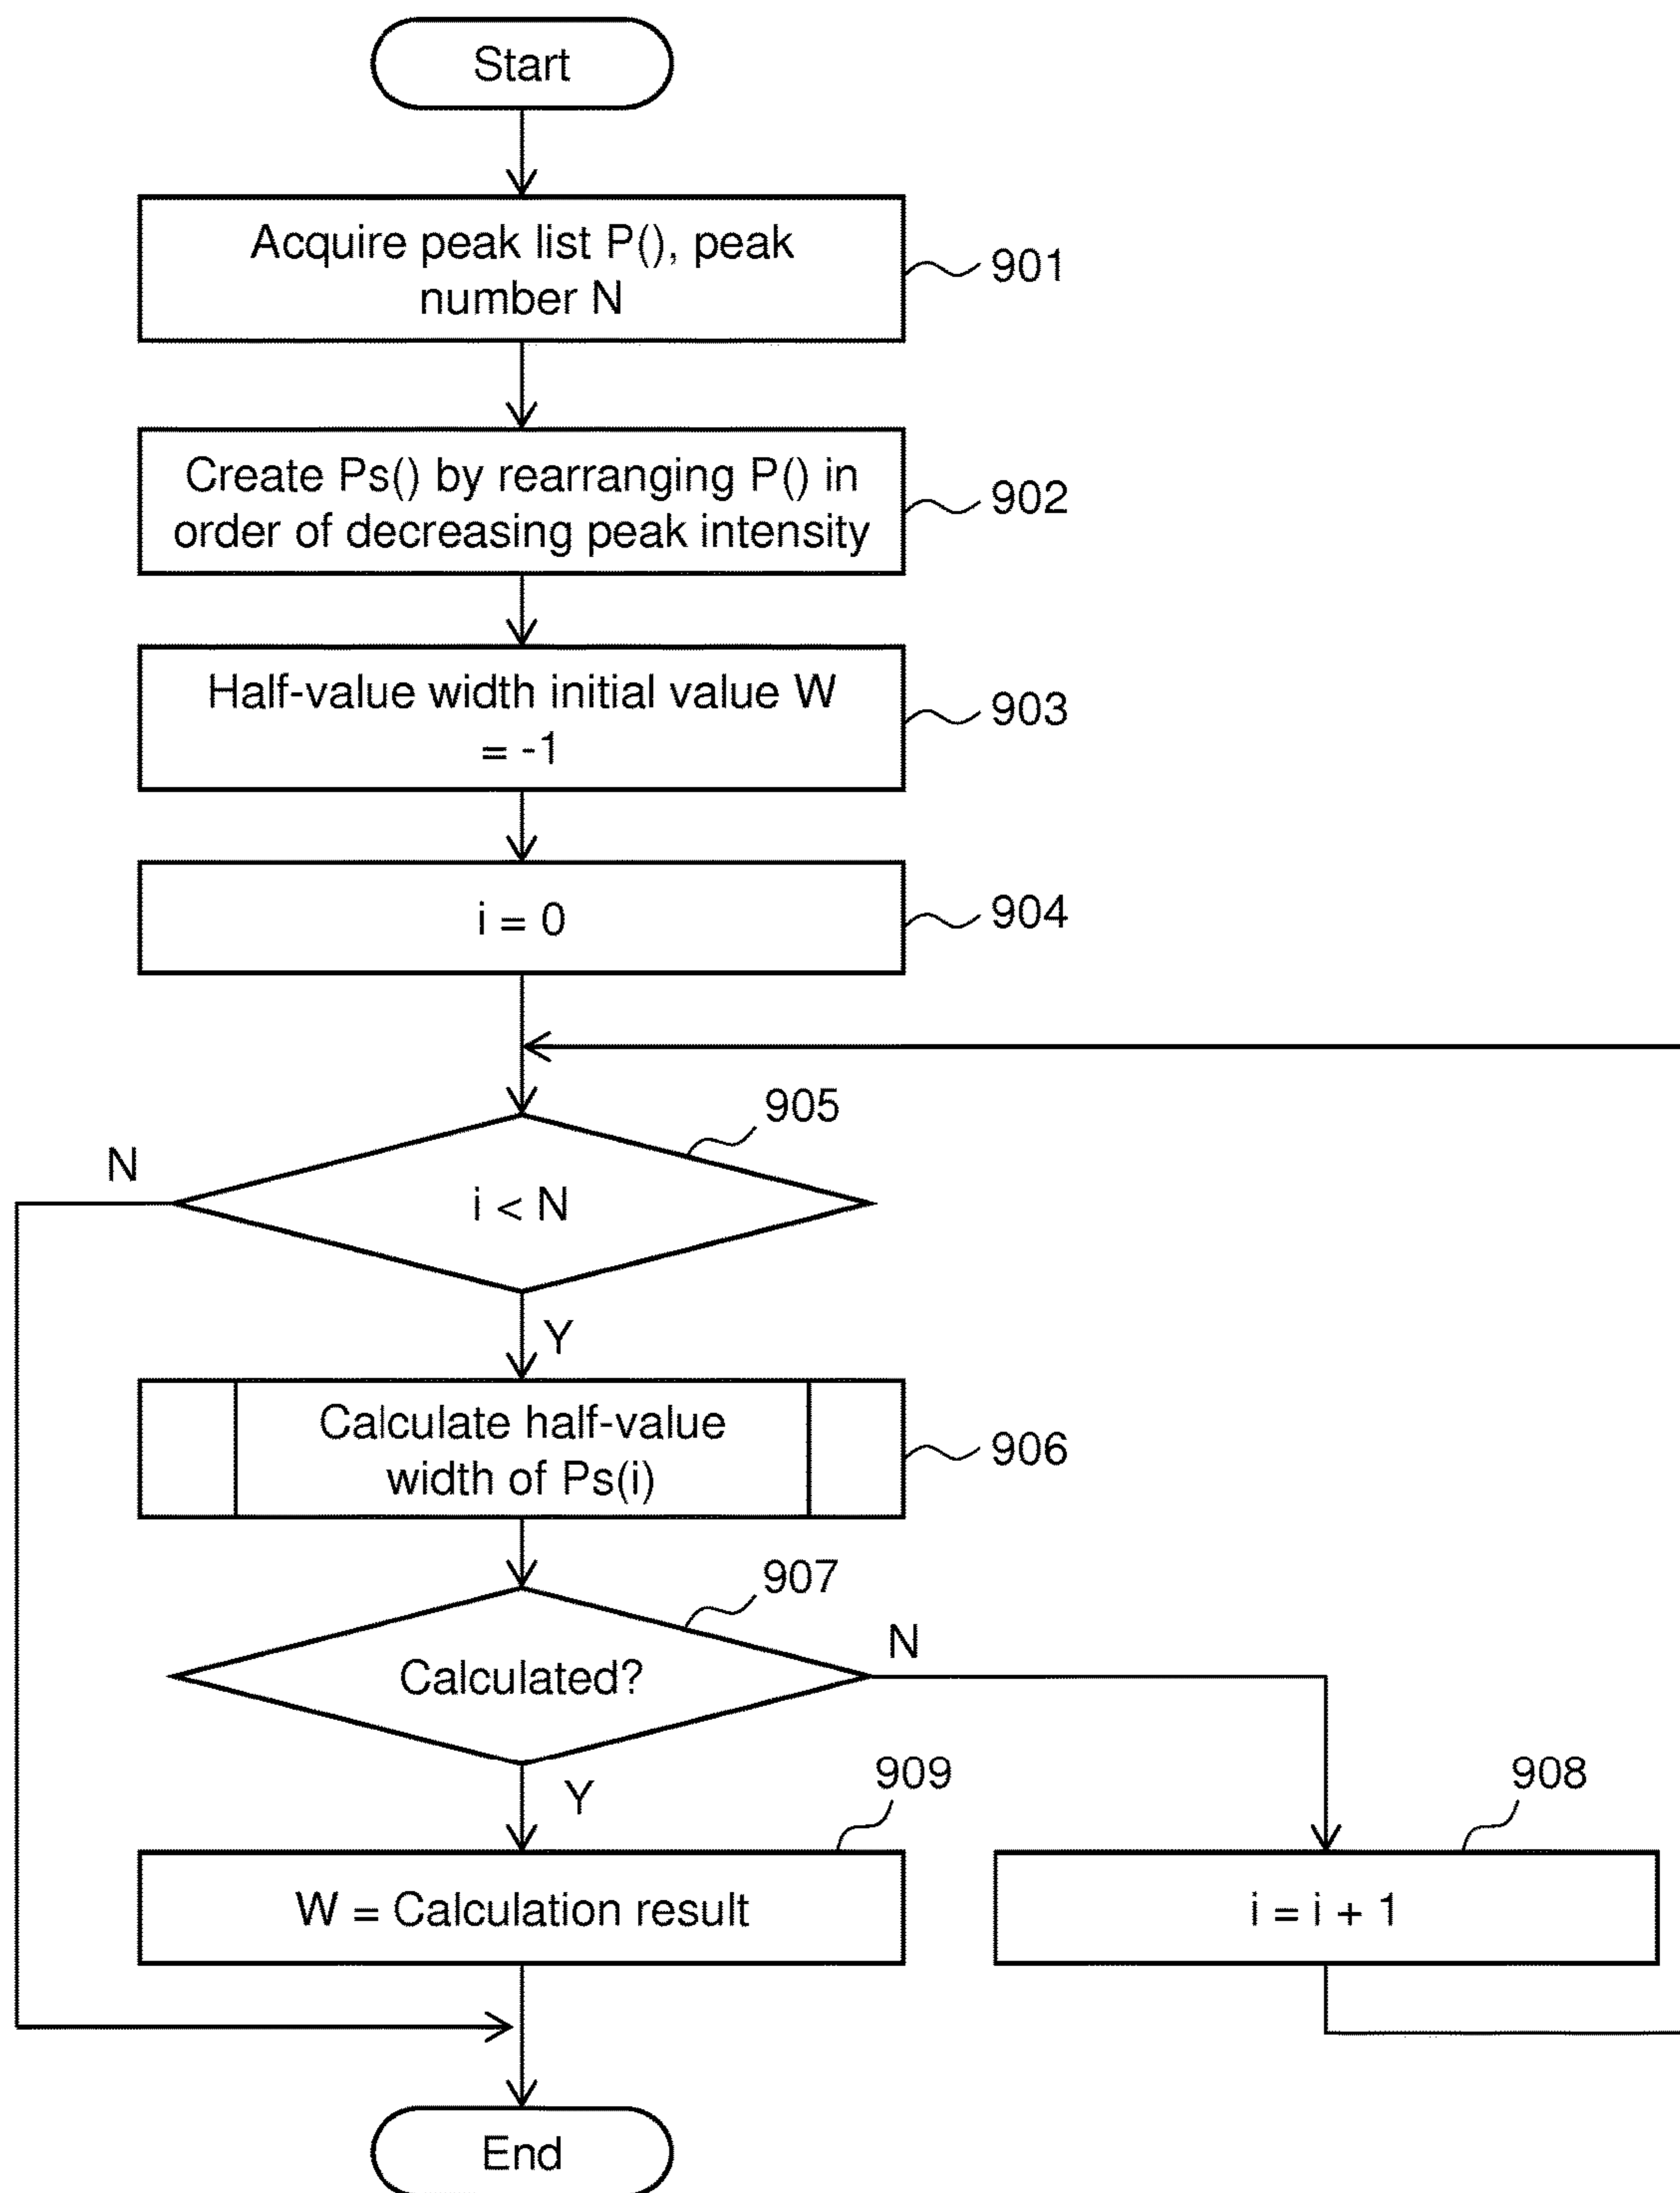 Start
Acquire peak list P(), peak
number N
901
Create Ps() by rearranging P() in
order of decreasing peak intensity
902
Half-value width initial value W
= -1
903
i = 0
904
905
N
i < N
Y
Calculate half-value
width of Ps(i)
906
907
N
Calculated?
Y
909
908
W = Calculation result
i = i + 1
End